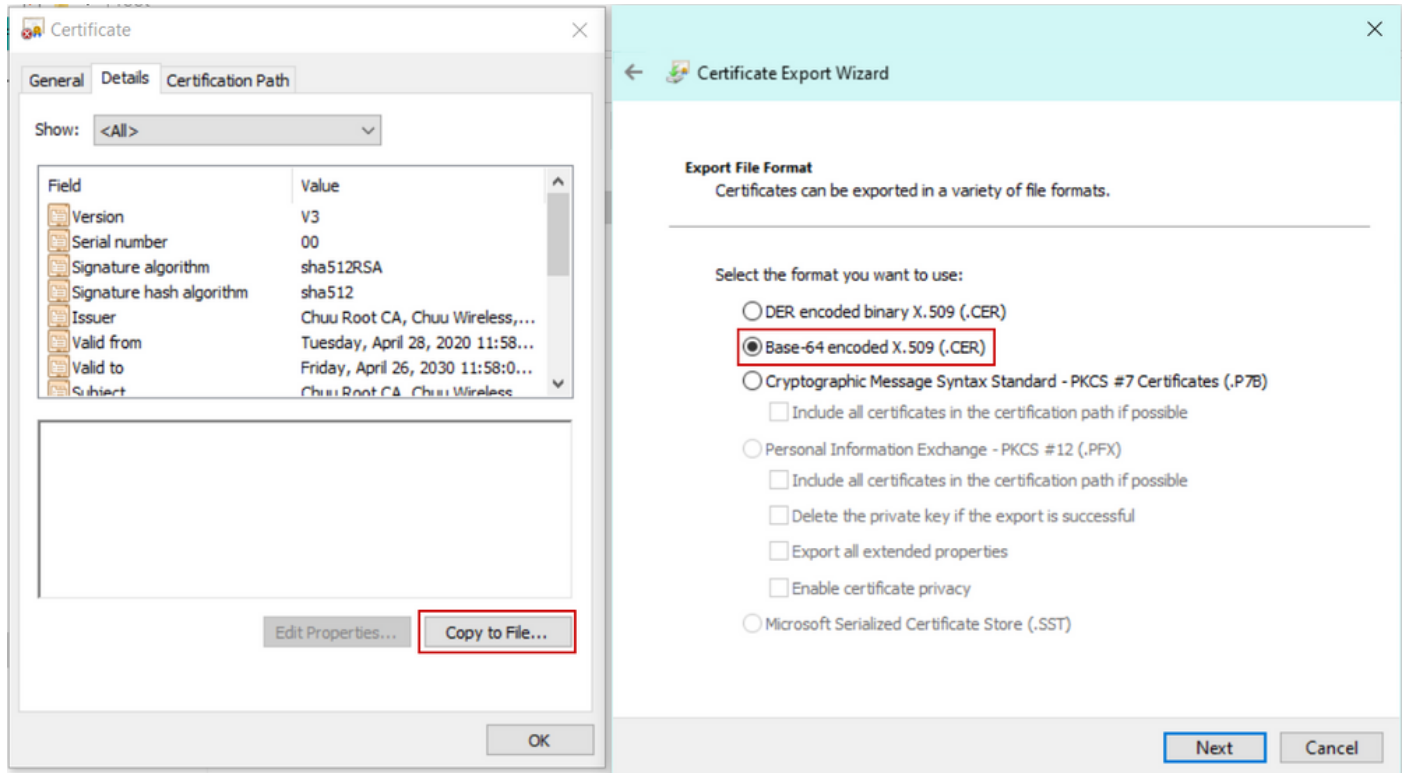 Certificate
General Details Certification Path
Show: <All>
Field Value
Version V3
Serial number 00
Signature algorithm sha512RSA
Signature hash algorithm sha512
Issuer Chuu Root CA, Chuu Wireless,...
Valid from Tuesday, April 28, 2020 11:58...
Valid to Friday, April 26, 2030 11:58:0...
Subject Chuu Root CA, Chuu Wireless
Edit Properties... Copy to File...
OK
Certificate Export Wizard
Export File Format
Certificates can be exported in a variety of file formats.
Select the format you want to use:
DER encoded binary X.509 (.CER)
Base-64 encoded X.509 (.CER)
Cryptographic Message Syntax Standard - PKCS #7 Certificates (.P7B)
Include all certificates in the certification path if possible
Personal Information Exchange - PKCS #12 (.PFX)
Include all certificates in the certification path if possible
Delete the private key if the export is successful
Export all extended properties
Enable certificate privacy
Microsoft Serialized Certificate Store (.SST)
Next Cancel